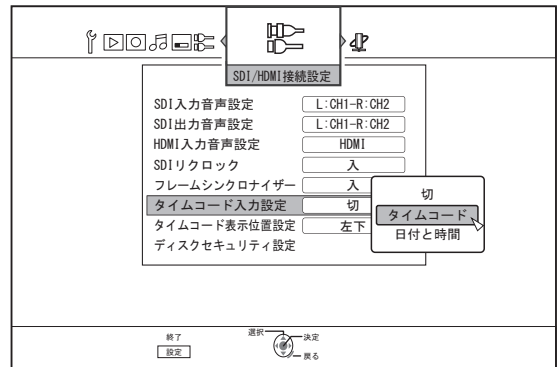 SDI/HDMI接続設定
SDI入力音声設定 L:CH1-R:CH2
SDI出力音声設定 L:CH1-R:CH2
HDMI入力音声設定 HDMI
SDIリクロック 入
フレームシンクロナイザー 入
タイムコード入力設定 切
タイムコード表示位置設定 左下
ディスクセキュリティ設定
切
タイムコード
日付と時間
終了
設定
選択
決定
戻る